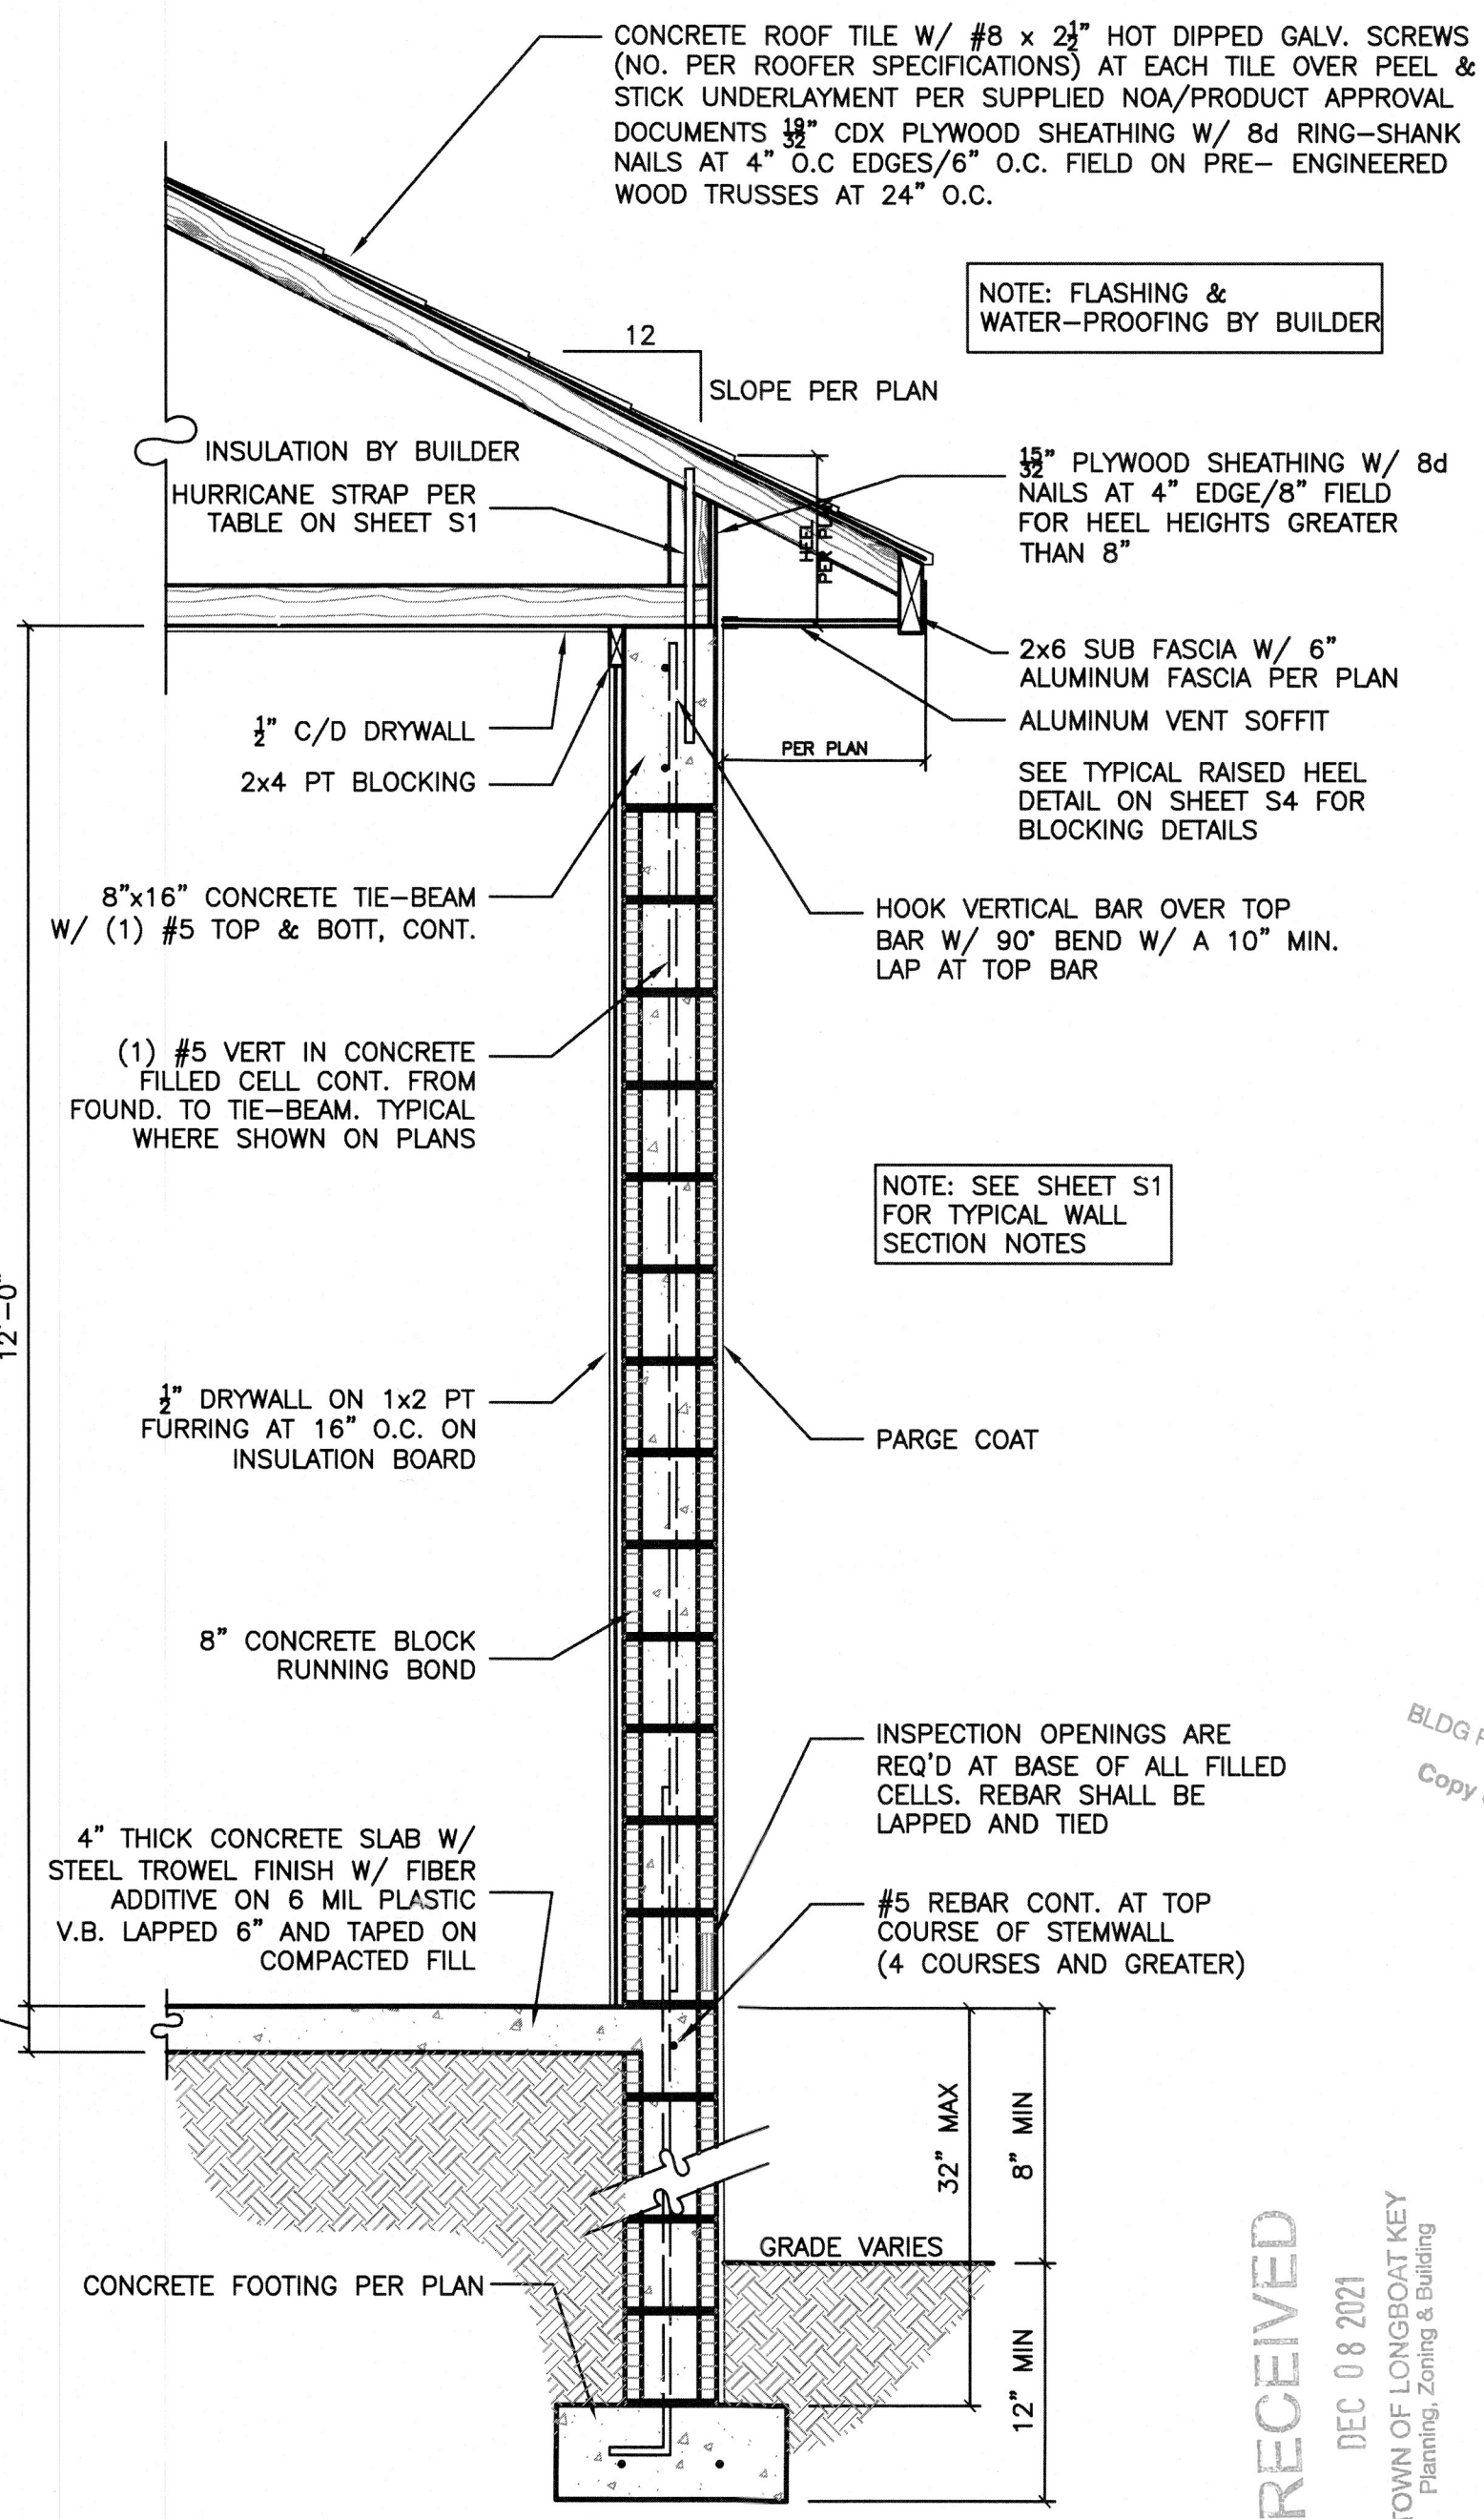 CONCRETE ROOF TILE W/ #8 x 2½" HOT DIPPED GALV. SCREWS
(NO. PER ROOFER SPECIFICATIONS) AT EACH TILE OVER PEEL &
STICK UNDERLAYMENT PER SUPPLIED NOA/PRODUCT APPROVAL
DOCUMENTS 19/32" CDX PLYWOOD SHEATHING W/ 8d RING-SHANK
NAILS AT 4" O.C EDGES/6" O.C. FIELD ON PRE- ENGINEERED
WOOD TRUSSES AT 24" O.C.
NOTE: FLASHING &
WATER-PROOFING BY BUILDER
12
SLOPE PER PLAN
INSULATION BY BUILDER
HURRICANE STRAP PER
TABLE ON SHEET S1
15/32" PLYWOOD SHEATHING W/ 8d
NAILS AT 4" EDGE/8" FIELD
FOR HEEL HEIGHTS GREATER
THAN 8"
HEEL
PER PLAN
2x6 SUB FASCIA W/ 6"
ALUMINUM FASCIA PER PLAN
ALUMINUM VENT SOFFIT
PER PLAN
SEE TYPICAL RAISED HEEL
DETAIL ON SHEET S4 FOR
BLOCKING DETAILS
½" C/D DRYWALL
2x4 PT BLOCKING
8"x16" CONCRETE TIE-BEAM
W/ (1) #5 TOP & BOTT, CONT.
HOOK VERTICAL BAR OVER TOP
BAR W/ 90° BEND W/ A 10" MIN.
LAP AT TOP BAR
(1) #5 VERT IN CONCRETE
FILLED CELL CONT. FROM
FOUND. TO TIE-BEAM. TYPICAL
WHERE SHOWN ON PLANS
NOTE: SEE SHEET S1
FOR TYPICAL WALL
SECTION NOTES
12'-0"
½" DRYWALL ON 1x2 PT
FURRING AT 16" O.C. ON
INSULATION BOARD
PARGE COAT
8" CONCRETE BLOCK
RUNNING BOND
INSPECTION OPENINGS ARE
REQ'D AT BASE OF ALL FILLED
CELLS. REBAR SHALL BE
LAPPED AND TIED
BLDG
Copy
4" THICK CONCRETE SLAB W/
STEEL TROWEL FINISH W/ FIBER
ADDITIVE ON 6 MIL PLASTIC
V.B. LAPPED 6" AND TAPED ON
COMPACTED FILL
#5 REBAR CONT. AT TOP
COURSE OF STEMWALL
(4 COURSES AND GREATER)
32" MAX
8" MIN
GRADE VARIES
CONCRETE FOOTING PER PLAN
12" MIN
RECEIVED
DEC 08 2021
TOWN OF LONGBOAT KEY
Planning, Zoning & Building